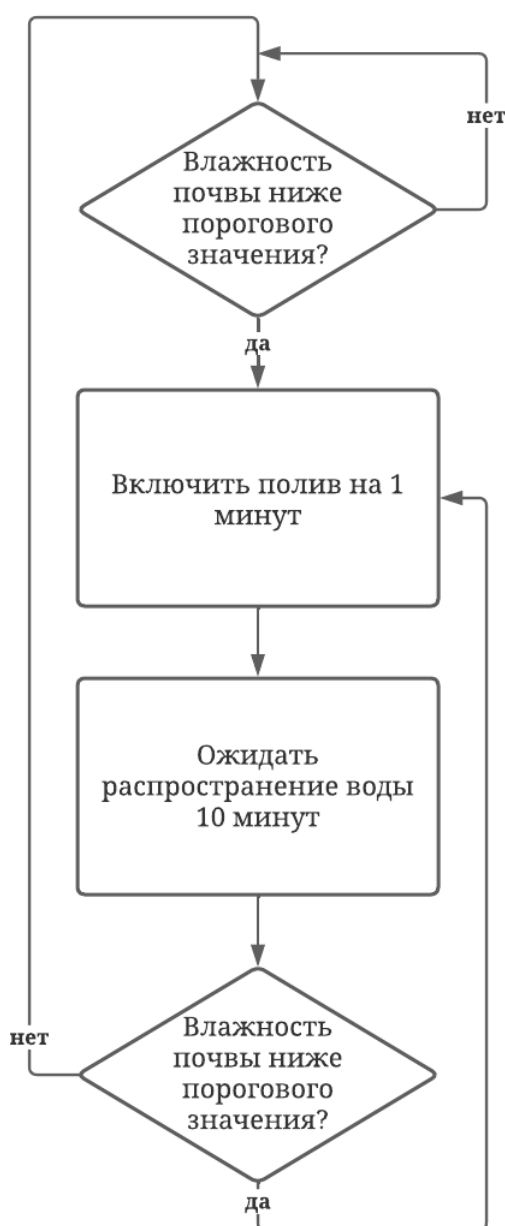 нет
Влажность
почвы ниже
порогового
значения?
да
Включить полив на 1
минут
Ожидать
распространение воды
10 минут
нет
Влажность
почвы ниже
порогового
значения?
да